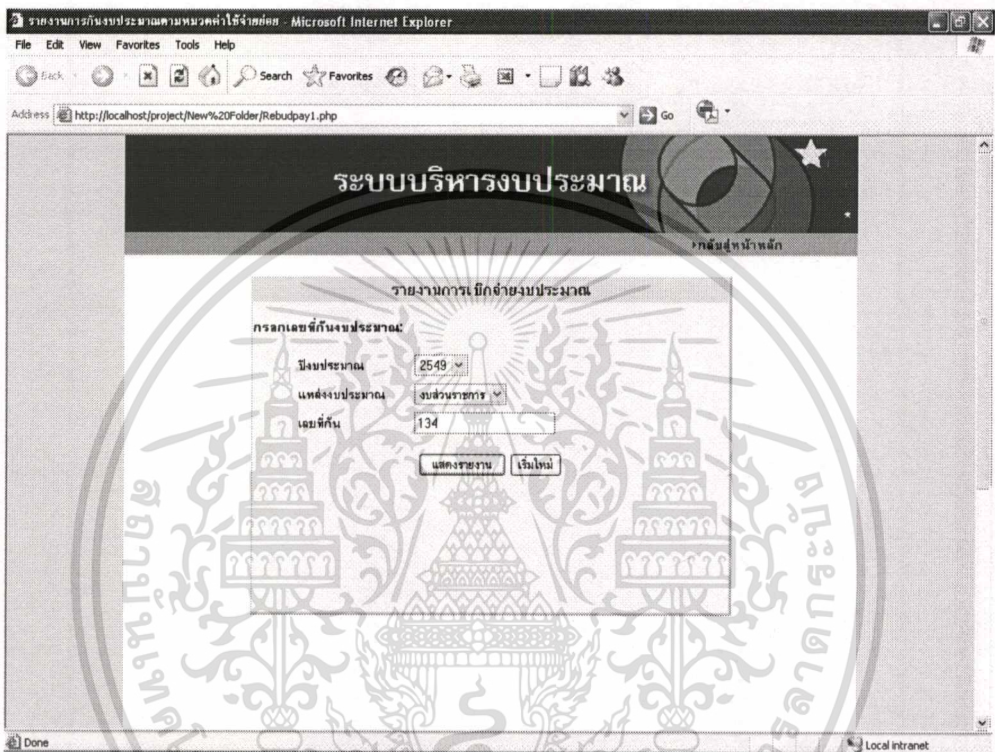 รายงานการกันงบประมาณตามหมวดค่าใช้จ่ายย่อย - Microsoft Internet Explorer
File Edit View Favorites Tools Help
Back Search Favorites
Address http://localhost/project/New%20Folder/Rebudpay1.php Go
ระบบบริหารงบประมาณ
กลับสู่หน้าหลัก
รายงานการเบิกจ่ายงบประมาณ
กรอกเลขที่กันงบประมาณ:
ปีงบประมาณ 2549
แหล่งงบประมาณ งบส่วนราชการ
เลขที่กัน 134
แสดงรายงาน เริ่มใหม่
Done Local intranet